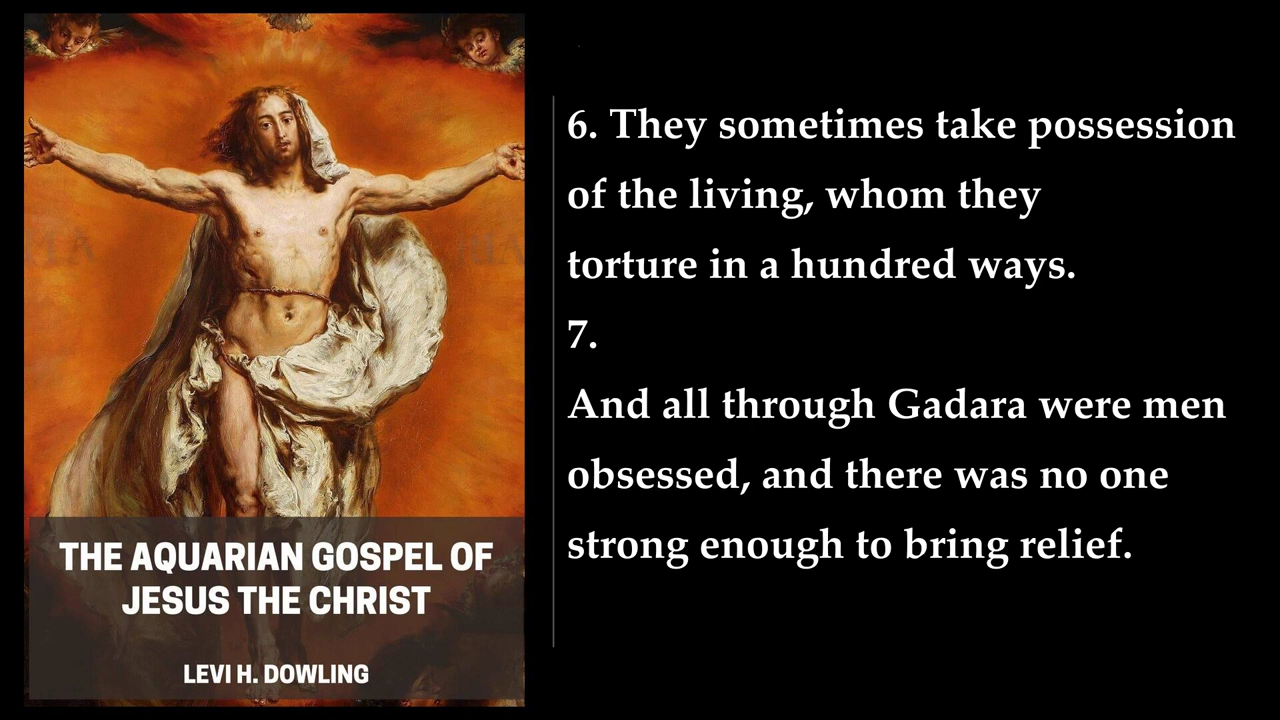 THE AQUARIAN GOSPEL OF
JESUS THE CHRIST
LEVI H. DOWLING
6. They sometimes take possession
of the living, whom they
torture in a hundred ways.
7.
And all through Gadara were men
obsessed, and there was no one
strong enough to bring relief.